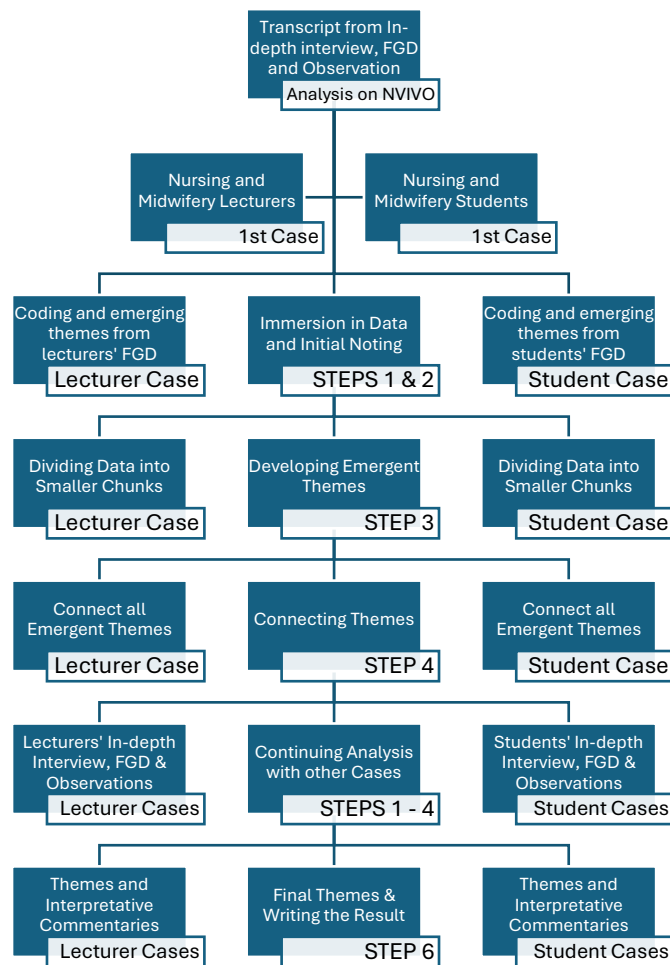 Transcript from In-
depth interview, FGD
and Observation
Analysis on NVIVO
Nursing and
Midwifery Lecturers
1st Case
Nursing and
Midwifery Students
1st Case
Coding and emerging
themes from
lecturers' FGD
Lecturer Case
Immersion in Data
and Initial Noting
STEPS 1 & 2
Coding and emerging
themes from
students' FGD
Student Case
Dividing Data into
Smaller Chunks
Lecturer Case
Developing Emergent
Themes
STEP 3
Dividing Data into
Smaller Chunks
Student Case
Connect all
Emergent Themes
Lecturer Case
Connecting Themes
STEP 4
Connect all
Emergent Themes
Student Case
Lecturers' In-depth
Interview, FGD &
Observations
Lecturer Cases
Continuing Analysis
with other Cases
STEPS 1 - 4
Students' In-depth
Interview, FGD &
Observations
Student Cases
Themes and
Interpretative
Commentaries
Lecturer Cases
Final Themes &
Writing the Result
STEP 6
Themes and
Interpretative
Commentaries
Student Cases